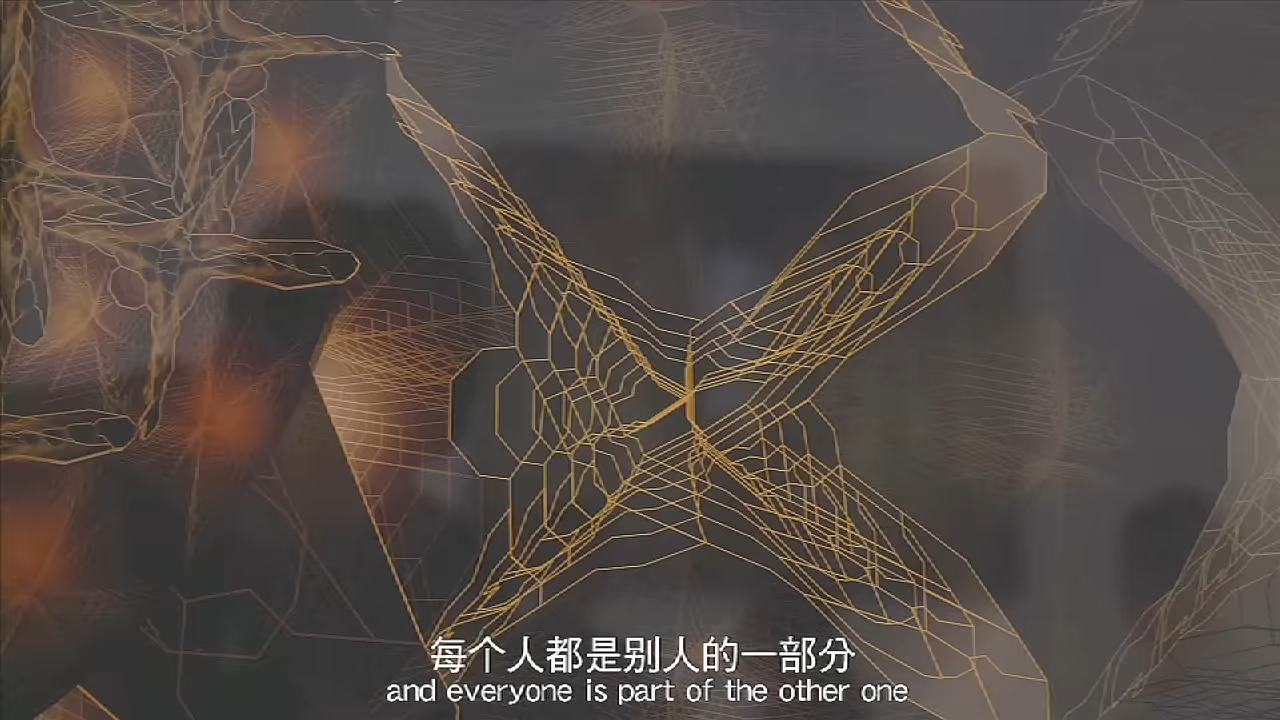 每个人都是别人的一部分
and everyone is part of the other one